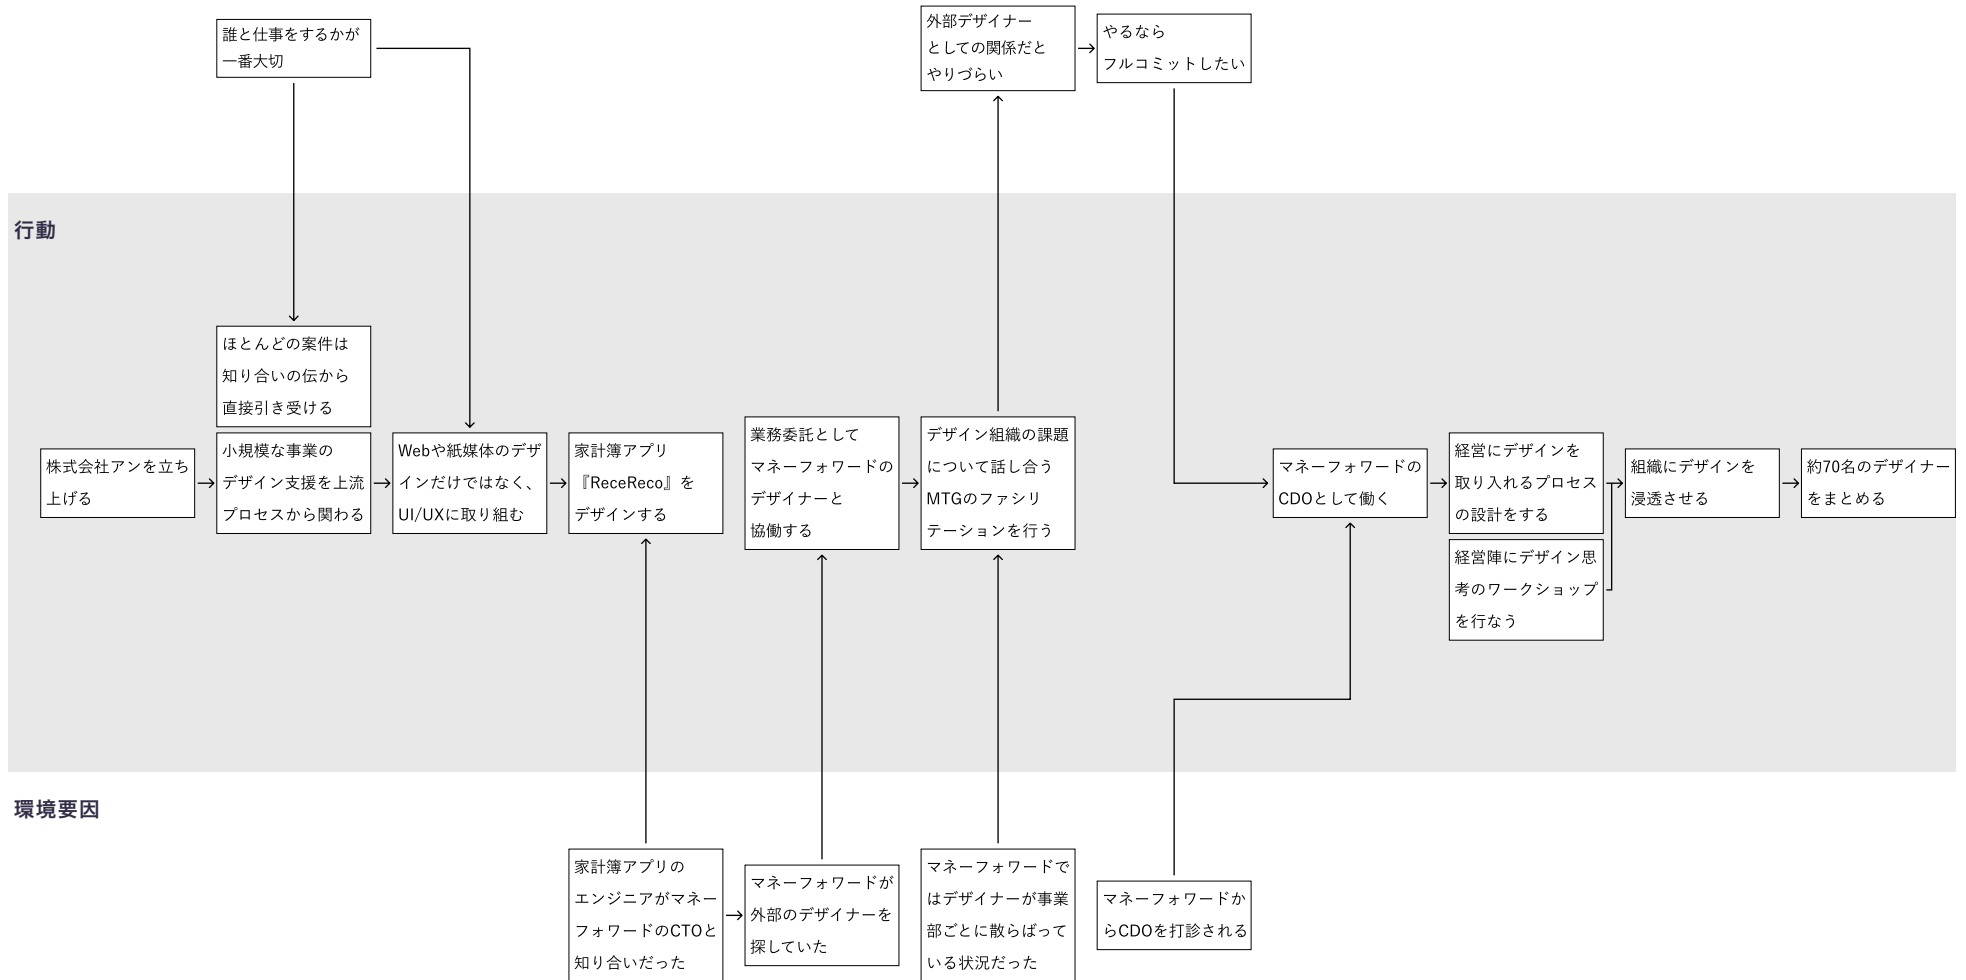 誰と仕事をするかが
一番大切
外部デザイナー
としての関係だと
やりづらい
やるなら
フルコミットしたい
行動
ほとんどの案件は
知り合いの伝から
直接引き受ける
株式会社アンを立ち
上げる
小規模な事業の
デザイン支援を上流
プロセスから関わる
Webや紙媒体のデザ
インだけではなく、
UI/UXに取り組む
家計簿アプリ
『ReceReco』を
デザインする
業務委託として
マネーフォワードの
デザイナーと
協働する
デザイン組織の課題
について話し合う
MTGのファシリ
テーションを行う
マネーフォワードの
CDOとして働く
経営にデザインを
取り入れるプロセス
の設計をする
経営陣にデザイン思
考のワークショップ
を行なう
組織にデザインを
浸透させる
約70名のデザイナー
をまとめる
環境要因
家計簿アプリの
エンジニアがマネー
フォワードのCTOと
知り合いだった
マネーフォワードが
外部のデザイナーを
探していた
マネーフォワードで
はデザイナーが事業
部ごとに散らばって
いる状況だった
マネーフォワードか
らCDOを打診される